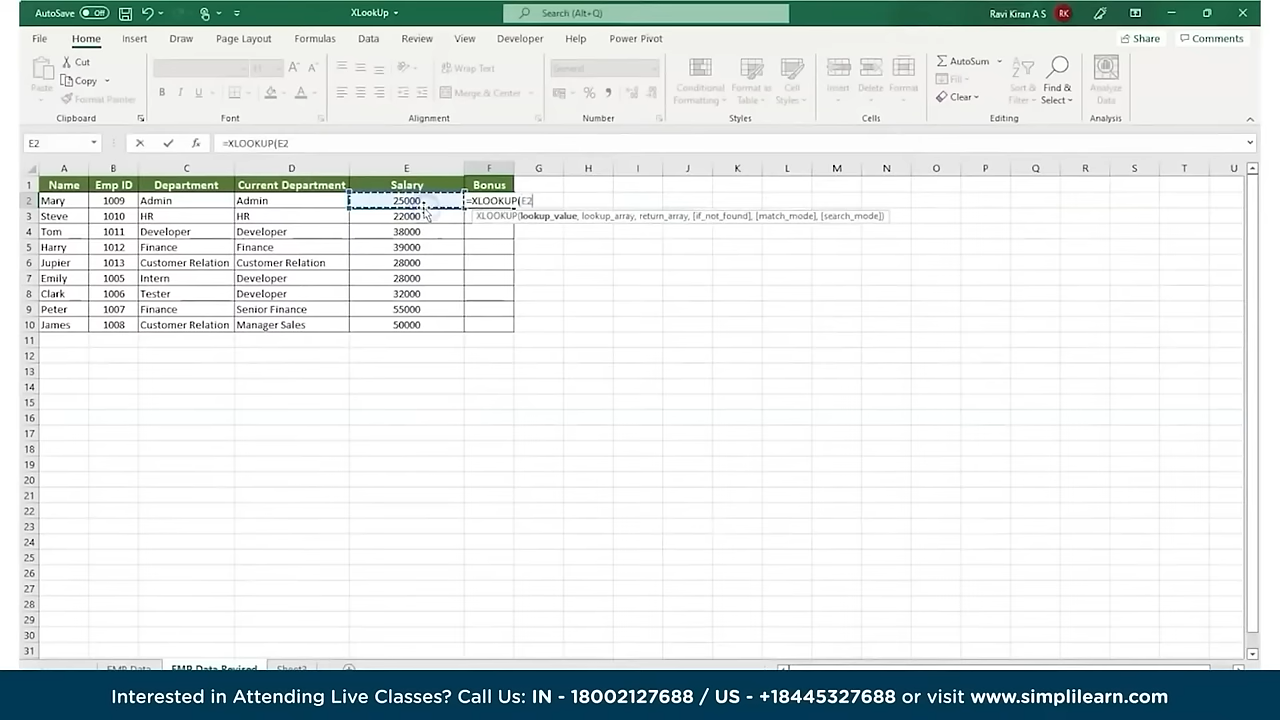 AutoSave Off XLookUp Search (Alt+Q) Ravi Kiran A S RK
File Home Insert Draw Page Layout Formulas Data Review View Developer Help Power Pivot Share Comments
Paste Cut Copy Format Painter
B I U Wrap Text Merge & Center General
Conditional Formatting Format as Table Cell Styles Insert Delete Format
AutoSum Fill Clear Sort & Filter Find & Select Analyze Data
Clipboard Font Alignment Number Styles Cells Editing Analysis
E2 fx =XLOOKUP(E2
A B C D E F G H I J K L M N O P Q R S T U
1 Name Emp ID Department Current Department Salary Bonus
2 Mary 1009 Admin Admin 25000 =XLOOKUP(E2
3 Steve 1010 HR HR 22000 XLOOKUP(lookup_value, lookup_array, return_array, [if_not_found], [match_mode], [search_mode])
4 Tom 1011 Developer Developer 38000
5 Harry 1012 Finance Finance 39000
6 Jupier 1013 Customer Relation Customer Relation 28000
7 Emily 1005 Intern Developer 28000
8 Clark 1006 Tester Developer 32000
9 Peter 1007 Finance Senior Finance 55000
10 James 1008 Customer Relation Manager Sales 50000
11
12
13
14
15
16
17
18
19
20
21
22
23
24
25
26
27
28
29
30
31
EMP Data EMP Data Revised Sheet3
Interested in Attending Live Classes? Call Us: IN - 18002127688 / US - +18445327688 or visit www.simplilearn.com